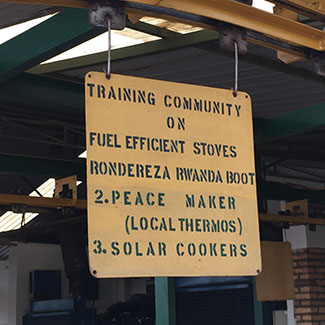 TRAINING COMMUNITY
ON
FUEL EFFICIENT STOVES
RONDEREZA RWANDA BOOT
2.PEACE MAKER
(LOCAL THERMOS)
3. SOLAR COOKERS